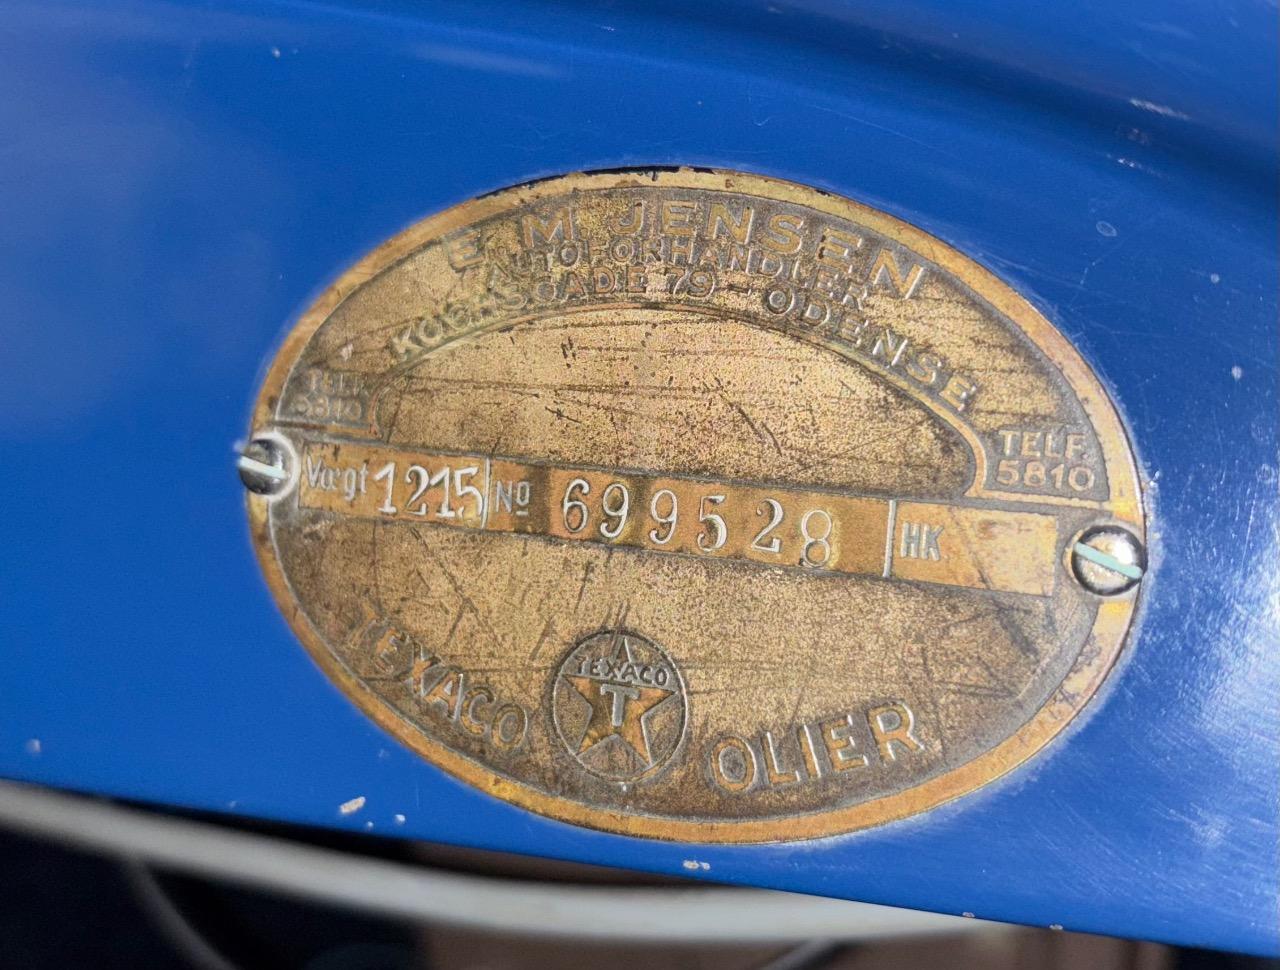 E. M. JENSEN
AUTOFORHANDLER
KOCHSGADE 79 - ODENSE
TELF. 5810
TELF. 5810
Vægt 1215 No 699528 HK
TEXACO
T
TEXACO OLIER